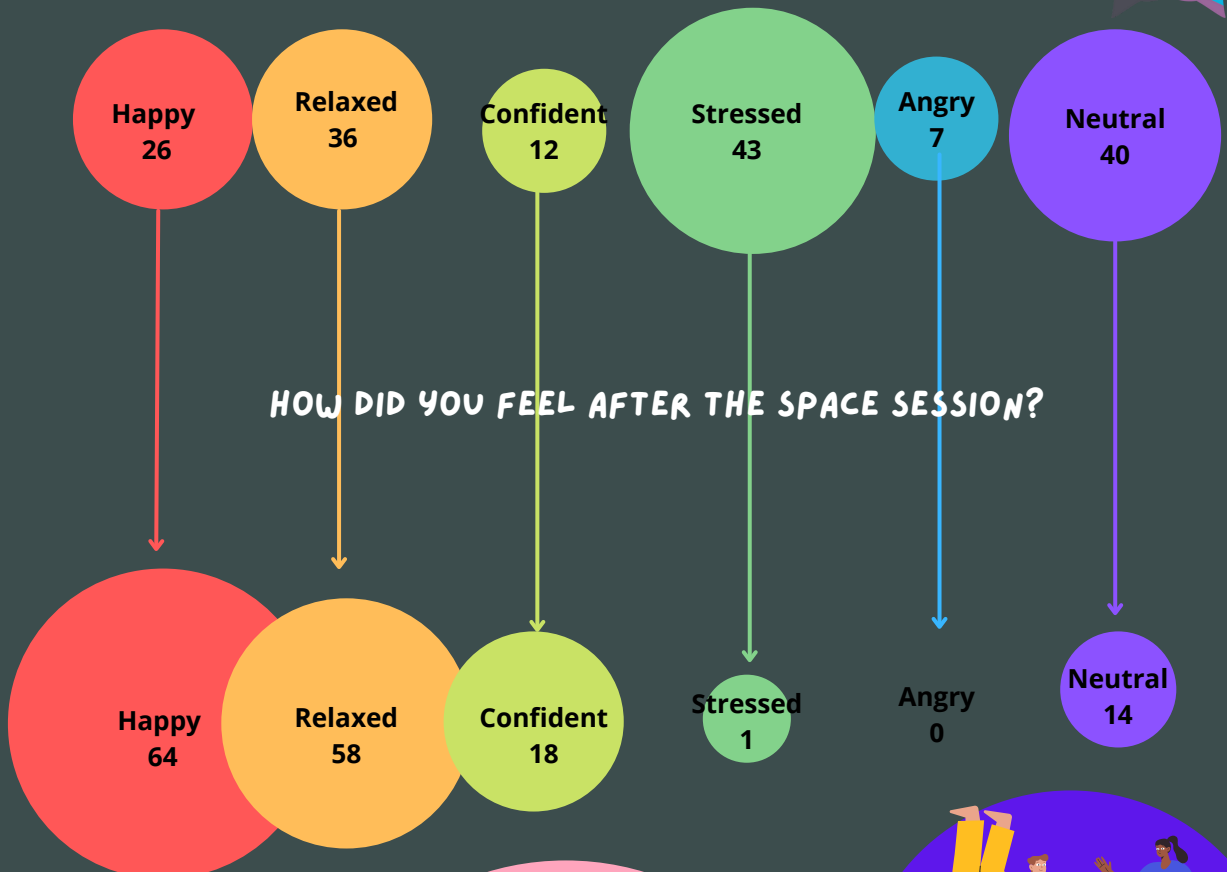 Happy
26
Relaxed
36
Confident
12
Stressed
43
Angry
7
Neutral
40
HOW DID YOU FEEL AFTER THE SPACE SESSION?
Happy
64
Relaxed
58
Confident
18
Stressed
1
Angry
0
Neutral
14